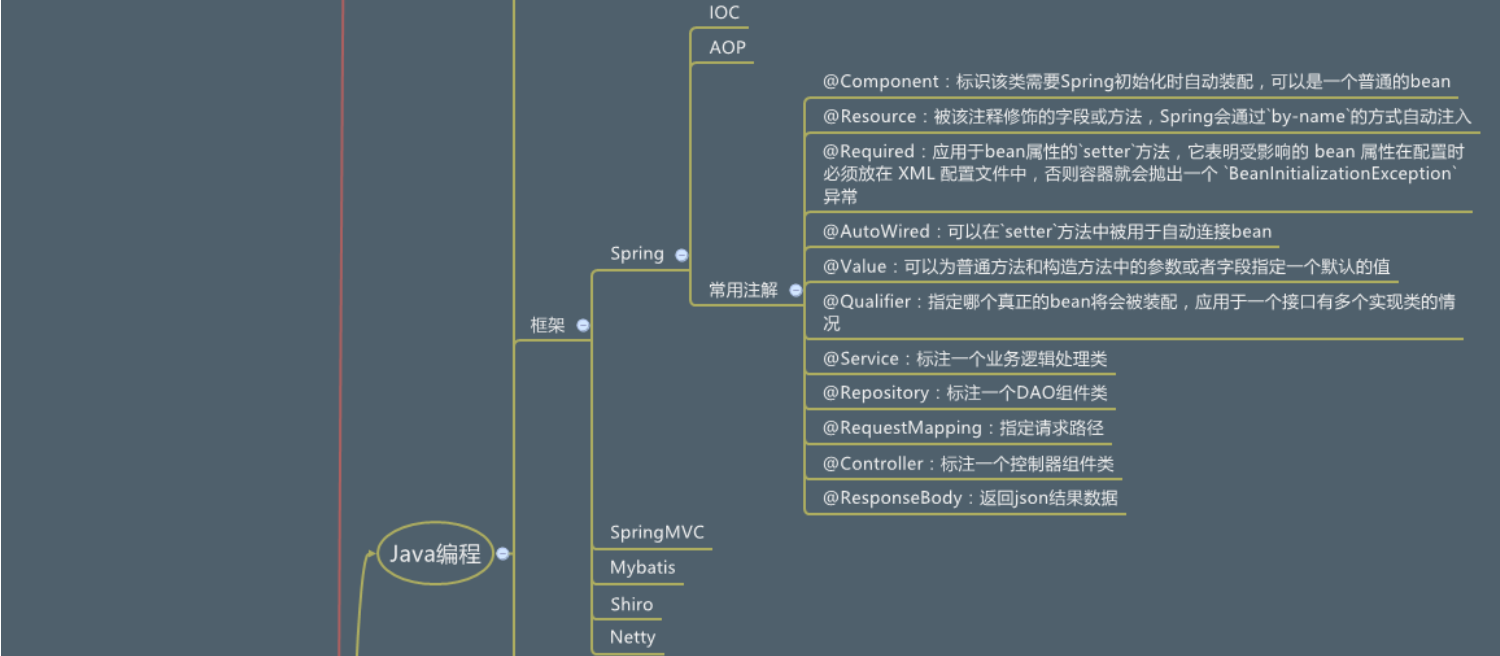 IOC
AOP
@Component：标识该类需要Spring初始化时自动装配，可以是一个普通的bean
@Resource：被该注释修饰的字段或方法，Spring会通过`by-name`的方式自动注入
@Required：应用于bean属性的`setter`方法，它表明受影响的 bean 属性在配置时
必须放在 XML 配置文件中，否则容器就会抛出一个 `BeanInitializationException`
异常
@AutoWired：可以在`setter`方法中被用于自动连接bean
Spring
@Value：可以为普通方法和构造方法中的参数或者字段指定一个默认的值
常用注解
@Qualifier：指定哪个真正的bean将会被装配，应用于一个接口有多个实现类的情
况
框架
@Service：标注一个业务逻辑处理类
@Repository：标注一个DAO组件类
@RequestMapping：指定请求路径
@Controller：标注一个控制器组件类
@ResponseBody：返回json结果数据
SpringMVC
Java编程
Mybatis
Shiro
Netty